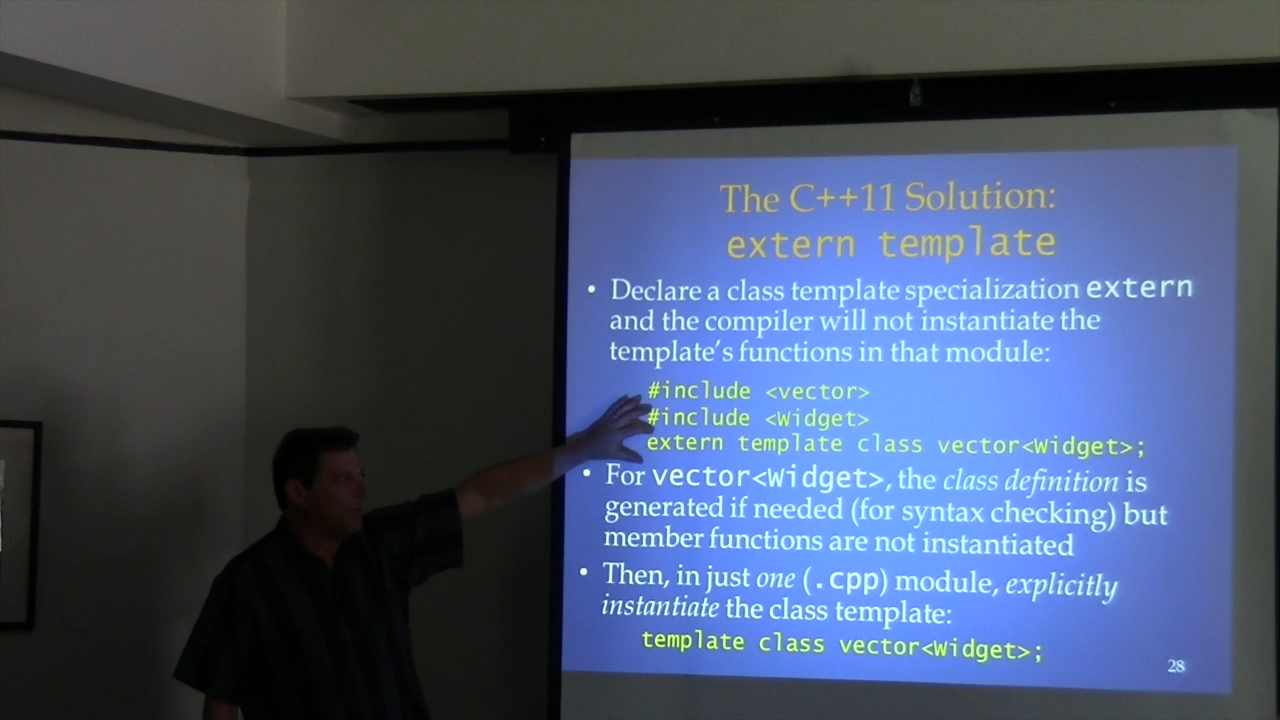 The C++11 Solution:
extern template
• Declare a class template specialization extern
and the compiler will not instantiate the
template's functions in that module:
#include <vector>
#include <Widget>
extern template class vector<Widget>;
• For vector<Widget>, the class definition is
generated if needed (for syntax checking) but
member functions are not instantiated
• Then, in just one (.cpp) module, explicitly
instantiate the class template:
template class vector<Widget>;
28